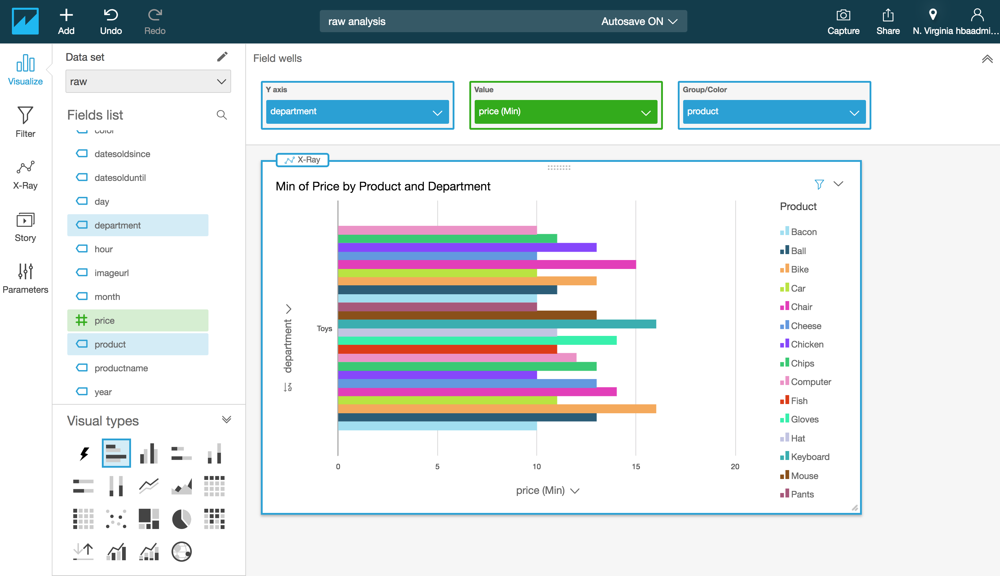 Add
Undo
Redo
raw analysis
Autosave ON
Capture
Share
N. Virginia
hbaadmi...
Visualize
Filter
X-Ray
Story
Parameters
Data set
raw
Fields list
color
datesoldsince
datesolduntil
day
department
hour
imageurl
month
price
product
productname
year
Visual types
Field wells
Y axis
department
Value
price (Min)
Group/Color
product
X-Ray
Min of Price by Product and Department
department
z
a
Toys
0
5
10
15
20
price (Min)
Product
Bacon
Ball
Bike
Car
Chair
Cheese
Chicken
Chips
Computer
Fish
Gloves
Hat
Keyboard
Mouse
Pants